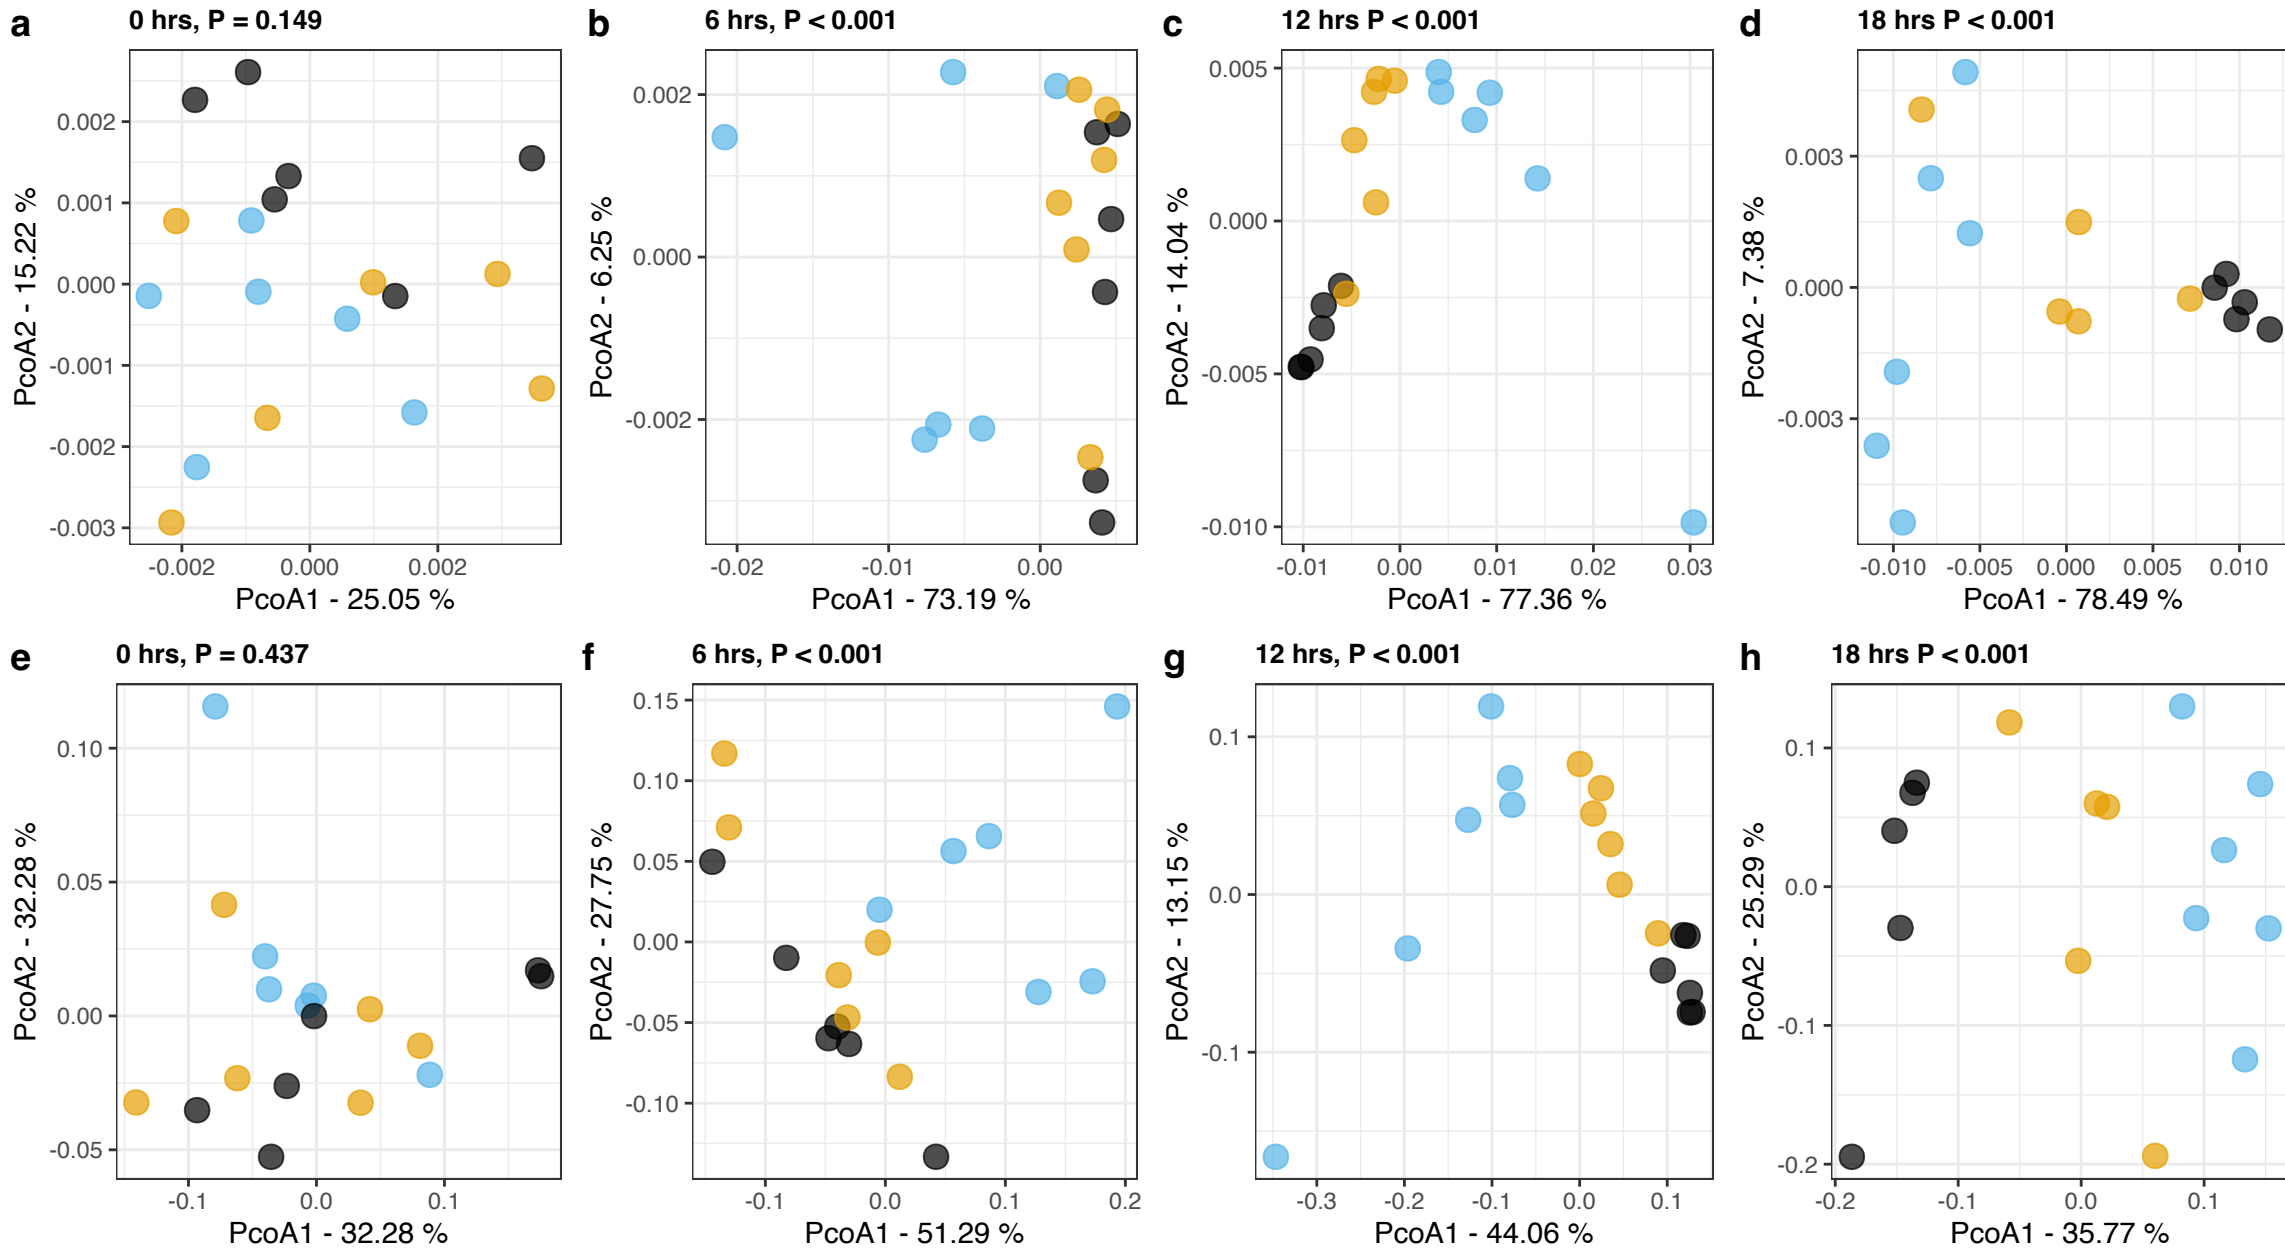 a 0 hrs, P = 0.149
PcoA2 - 15.22 %
0.002
0.001
0.000
-0.001
-0.002
-0.003
-0.002 0.000 0.002
PcoA1 - 25.05 %
b 6 hrs, P < 0.001
PcoA2 - 6.25 %
0.002
0.000
-0.002
-0.02 -0.01 0.00
PcoA1 - 73.19 %
c 12 hrs P < 0.001
PcoA2 - 14.04 %
0.005
0.000
-0.005
-0.010
-0.01 0.00 0.01 0.02 0.03
PcoA1 - 77.36 %
d 18 hrs P < 0.001
PcoA2 - 7.38 %
0.003
0.000
-0.003
-0.010 -0.005 0.000 0.005 0.010
PcoA1 - 78.49 %
e 0 hrs, P = 0.437
PcoA2 - 32.28 %
0.10
0.05
0.00
-0.05
-0.1 0.0 0.1
PcoA1 - 32.28 %
f 6 hrs, P < 0.001
PcoA2 - 27.75 %
0.15
0.10
0.05
0.00
-0.05
-0.10
-0.1 0.0 0.1 0.2
PcoA1 - 51.29 %
g 12 hrs, P < 0.001
PcoA2 - 13.15 %
0.1
0.0
-0.1
-0.3 -0.2 -0.1 0.0 0.1
PcoA1 - 44.06 %
h 18 hrs P < 0.001
PcoA2 - 25.29 %
0.1
0.0
-0.1
-0.2
-0.2 -0.1 0.0 0.1
PcoA1 - 35.77 %